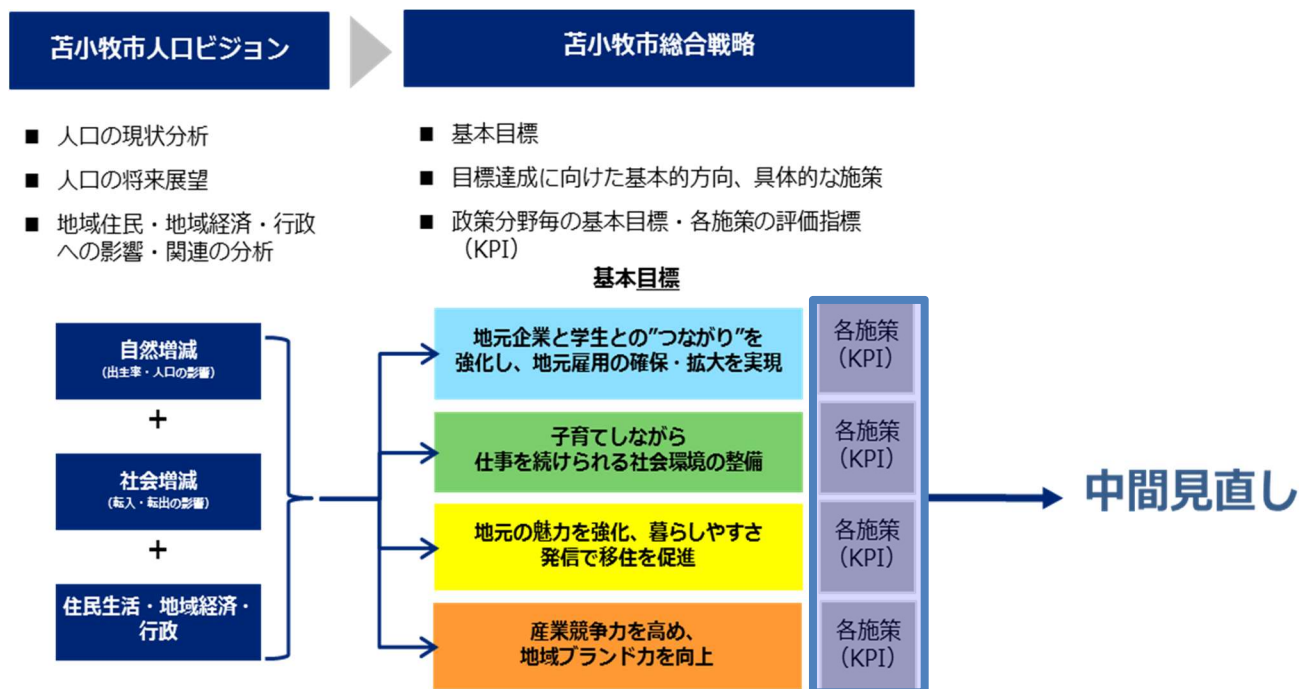 苫小牧市人口ビジョン
苫小牧市総合戦略
■ 人口の現状分析
■ 人口の将来展望
■ 地域住民・地域経済・行政
への影響・関連の分析
■ 基本目標
■ 目標達成に向けた基本的方向、具体的な施策
■ 政策分野毎の基本目標・各施策の評価指標
（KPI）
基本目標
自然増減
(出生率・人口の影響)
+
社会増減
(転入・転出の影響)
+
住民生活・地域経済・
行政
地元企業と学生との”つながり”を
強化し、地元雇用の確保・拡大を実現
各施策
（KPI）
子育てしながら
仕事を続けられる社会環境の整備
各施策
（KPI）
地元の魅力を強化、暮らしやすさ
発信で移住を促進
各施策
（KPI）
産業競争力を高め、
地域ブランド力を向上
各施策
（KPI）
中間見直し